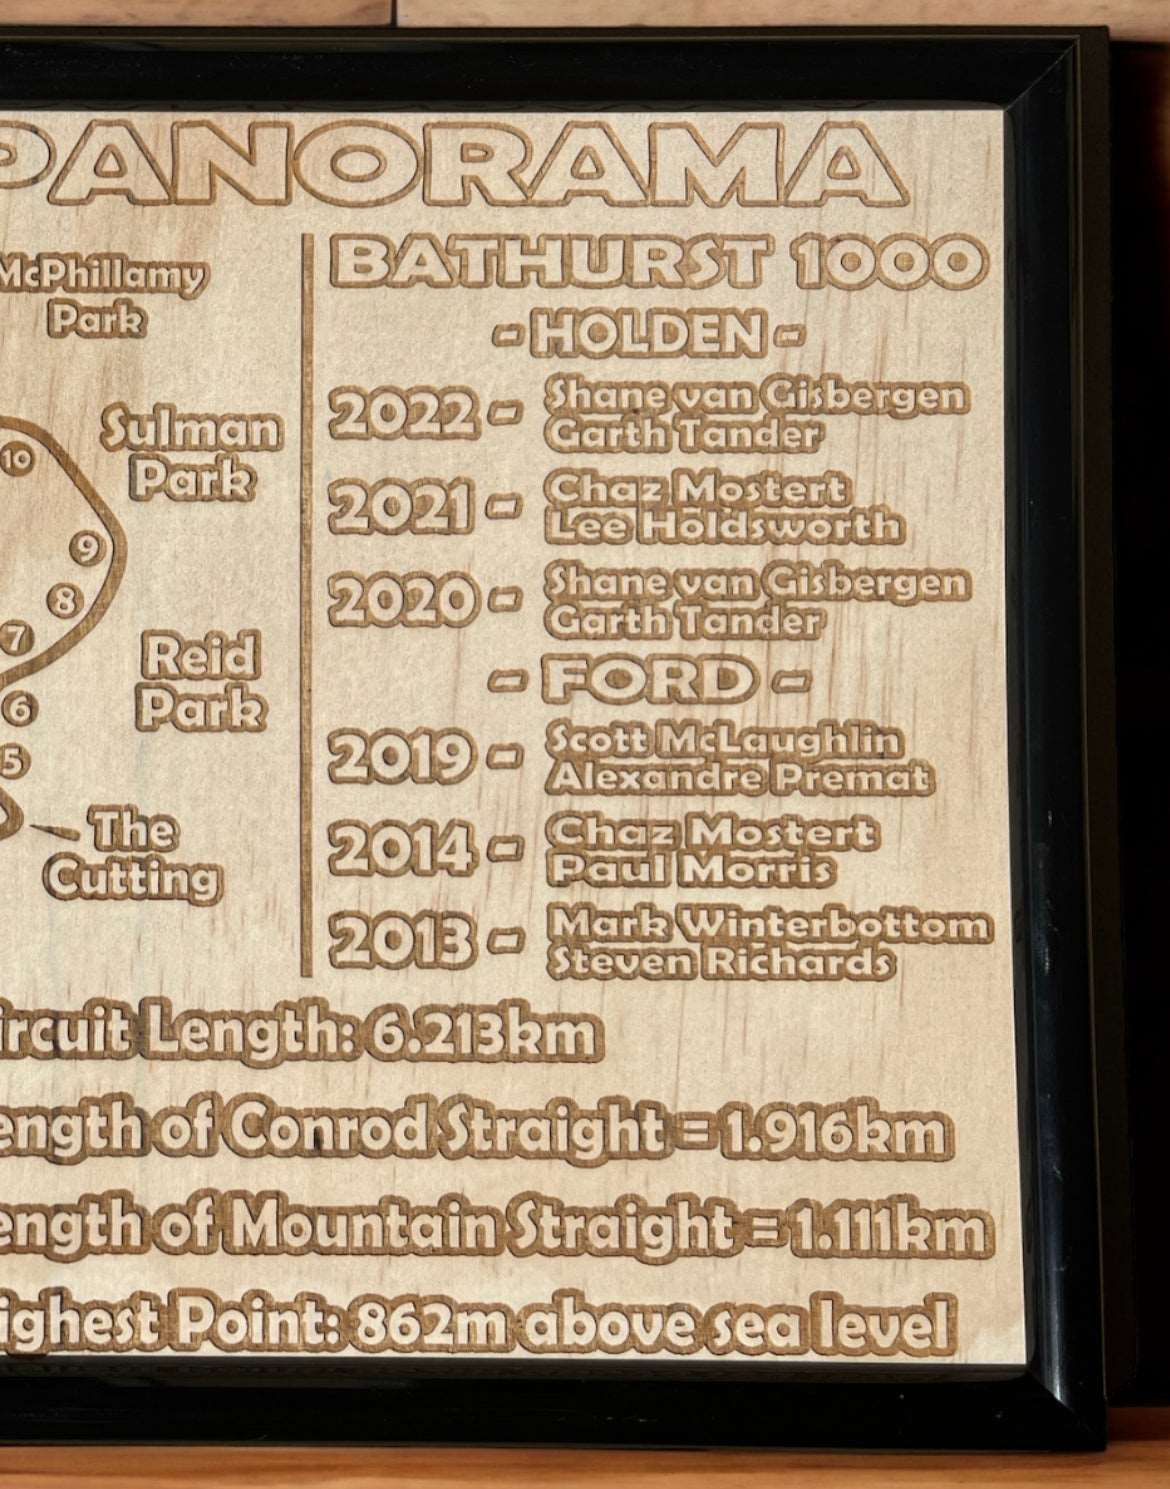 PANORAMA
McPhillamy
Park
Sulman
Park
10
9
8
7
6
5
Reid
Park
The
Cutting
BATHURST 1000
- HOLDEN -
2022 - Shane van Gisbergen
Garth Tander
2021 - Chaz Mostert
Lee Holdsworth
2020 - Shane van Gisbergen
Garth Tander
- FORD -
2019 - Scott McLaughlin
Alexandre Premat
2014 - Chaz Mostert
Paul Morris
2013 - Mark Winterbottom
Steven Richards
ircuit Length: 6.213km
ength of Conrod Straight = 1.916km
ength of Mountain Straight = 1.111km
ighest Point: 862m above sea level